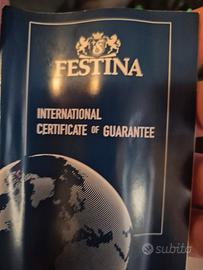 FESTINA
INTERNATIONAL
CERTIFICATE OF GUARANTEE
subito